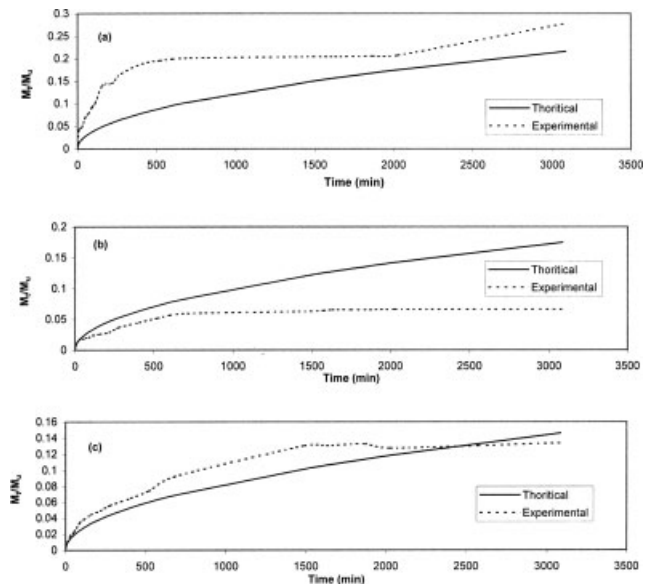 (a)
0.3
0.25
0.2
0.15
0.1
0.05
0
Mt/Mu
Thoritical
Experimental
0 500 1000 1500 2000 2500 3000 3500
Time (min)
(b)
0.2
0.15
0.1
0.05
0
Mt/Mu
Thoritical
Experimental
0 500 1000 1500 2000 2500 3000 3500
Time (min)
(c)
0.16
0.14
0.12
0.1
0.08
0.06
0.04
0.02
0
Mt/Mu
Thoritical
Experimental
0 500 1000 1500 2000 2500 3000 3500
Time (min)